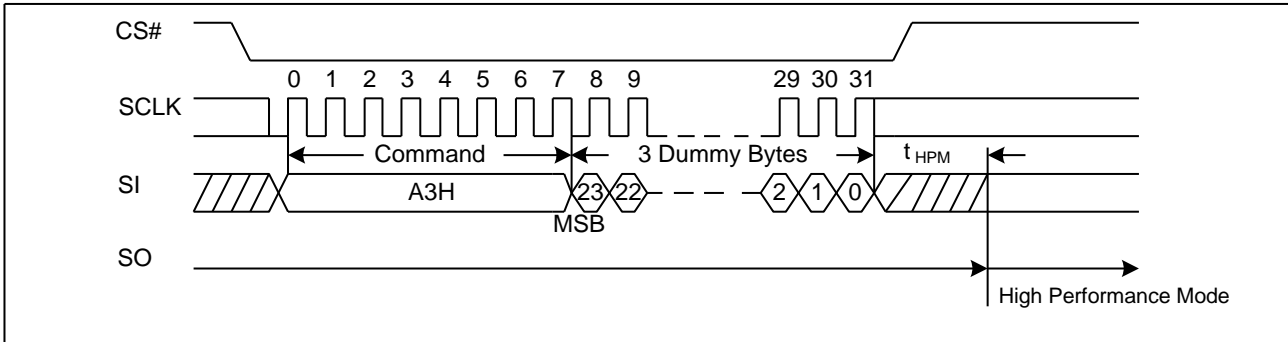 CS#
0 1 2 3 4 5 6 7 8 9 29 30 31
SCLK
Command 3 Dummy Bytes tHPM
SI A3H 23 22 2 1 0
MSB
SO
High Performance Mode